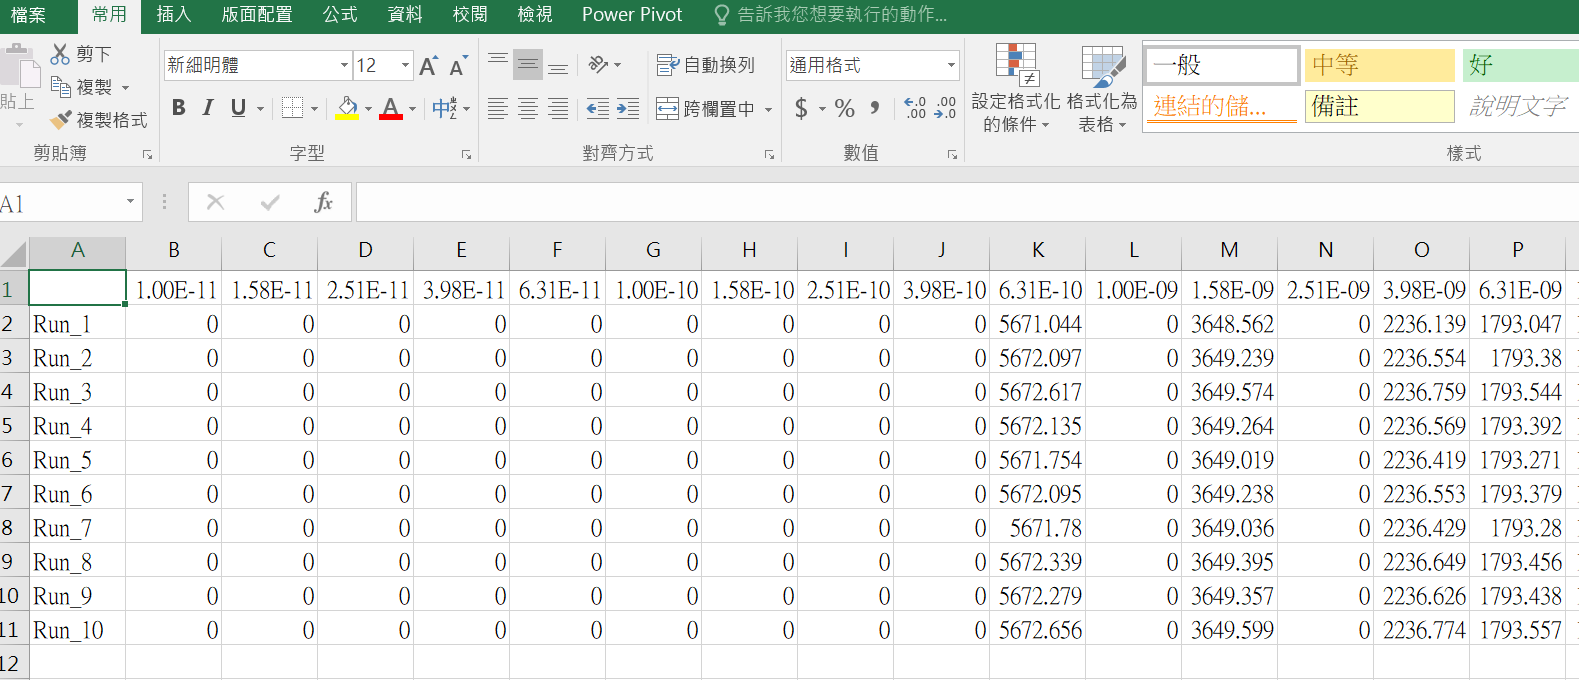 檔案 常用 插入 版面配置 公式 資料 校閱 檢視 Power Pivot 告訴我您想要執行的動作...
剪下
複製
貼上
複製格式
剪貼簿
新細明體 12 A A
B I U A 中
字型
自動換列
跨欄置中
對齊方式
通用格式
$ % , ←.0 .00 .00 →.0
數值
設定格式化的條件
格式化為表格
一般 中等 好
連結的儲... 備註 說明文字
樣式
A1 fx
A B C D E F G H I J K L M N O P
1 1.00E-11 1.58E-11 2.51E-11 3.98E-11 6.31E-11 1.00E-10 1.58E-10 2.51E-10 3.98E-10 6.31E-10 1.00E-09 1.58E-09 2.51E-09 3.98E-09 6.31E-09
2 Run_1 0 0 0 0 0 0 0 0 0 5671.044 0 3648.562 0 2236.139 1793.047
3 Run_2 0 0 0 0 0 0 0 0 0 5672.097 0 3649.239 0 2236.554 1793.38
4 Run_3 0 0 0 0 0 0 0 0 0 5672.617 0 3649.574 0 2236.759 1793.544
5 Run_4 0 0 0 0 0 0 0 0 0 5672.135 0 3649.264 0 2236.569 1793.392
6 Run_5 0 0 0 0 0 0 0 0 0 5671.754 0 3649.019 0 2236.419 1793.271
7 Run_6 0 0 0 0 0 0 0 0 0 5672.095 0 3649.238 0 2236.553 1793.379
8 Run_7 0 0 0 0 0 0 0 0 0 5671.78 0 3649.036 0 2236.429 1793.28
9 Run_8 0 0 0 0 0 0 0 0 0 5672.339 0 3649.395 0 2236.649 1793.456
10 Run_9 0 0 0 0 0 0 0 0 0 5672.279 0 3649.357 0 2236.626 1793.438
11 Run_10 0 0 0 0 0 0 0 0 0 5672.656 0 3649.599 0 2236.774 1793.557
12